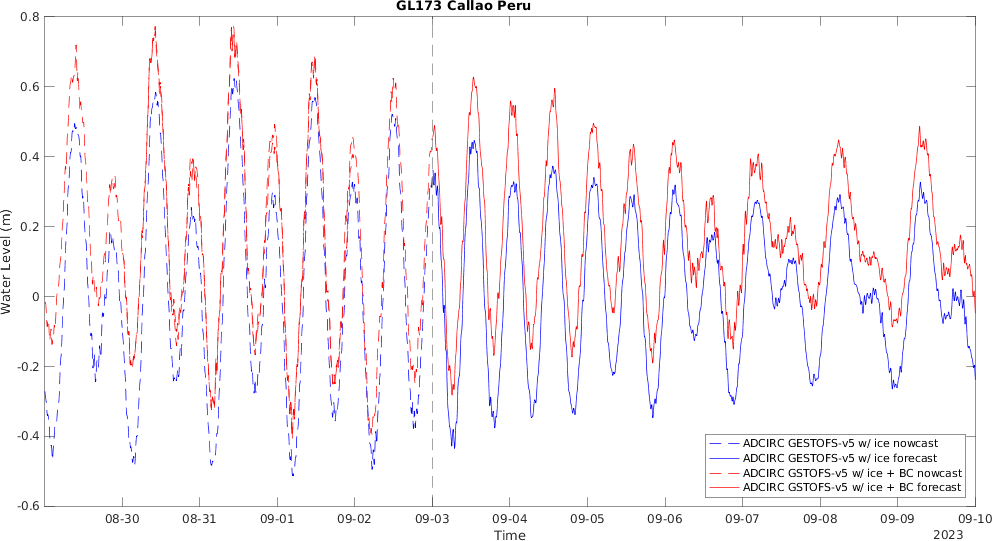 GL173 Callao Peru
0.8
0.6
0.4
0.2
0
-0.2
-0.4
-0.6
Water Level (m)
ADCIRC GESTOFS-v5 w/ ice nowcast
ADCIRC GESTOFS-v5 w/ ice forecast
ADCIRC GSTOFS-v5 w/ ice + BC nowcast
ADCIRC GSTOFS-v5 w/ ice + BC forecast
08-30 08-31 09-01 09-02 09-03 09-04 09-05 09-06 09-07 09-08 09-09 09-10
Time
2023